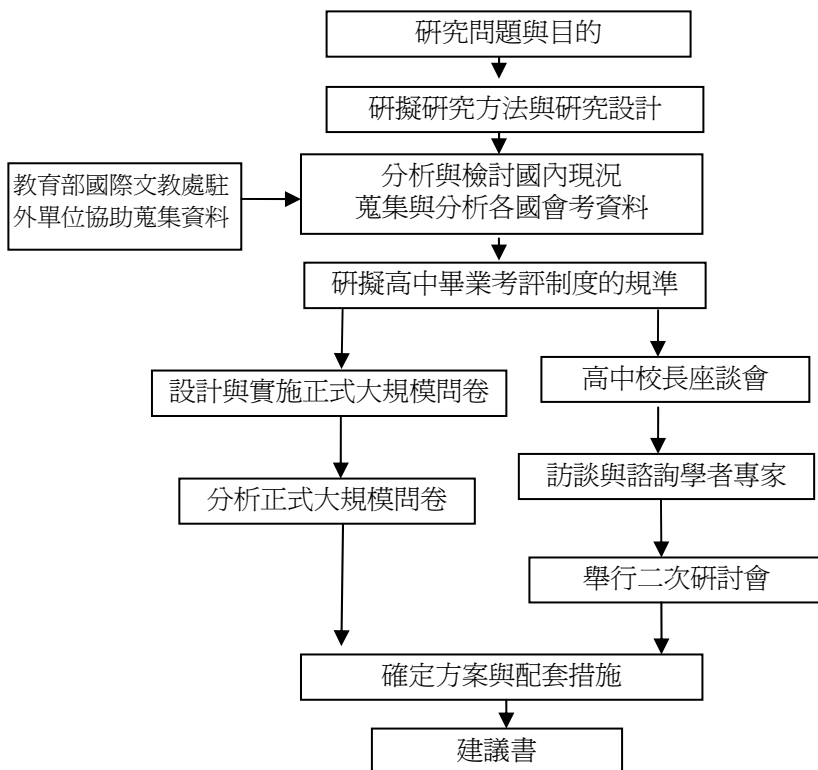 研究問題與目的
研擬研究方法與研究設計
教育部國際文教處駐
外單位協助蒐集資料
分析與檢討國內現況
蒐集與分析各國會考資料
研擬高中畢業考評制度的規準
設計與實施正式大規模問卷
高中校長座談會
訪談與諮詢學者專家
分析正式大規模問卷
舉行二次研討會
確定方案與配套措施
建議書